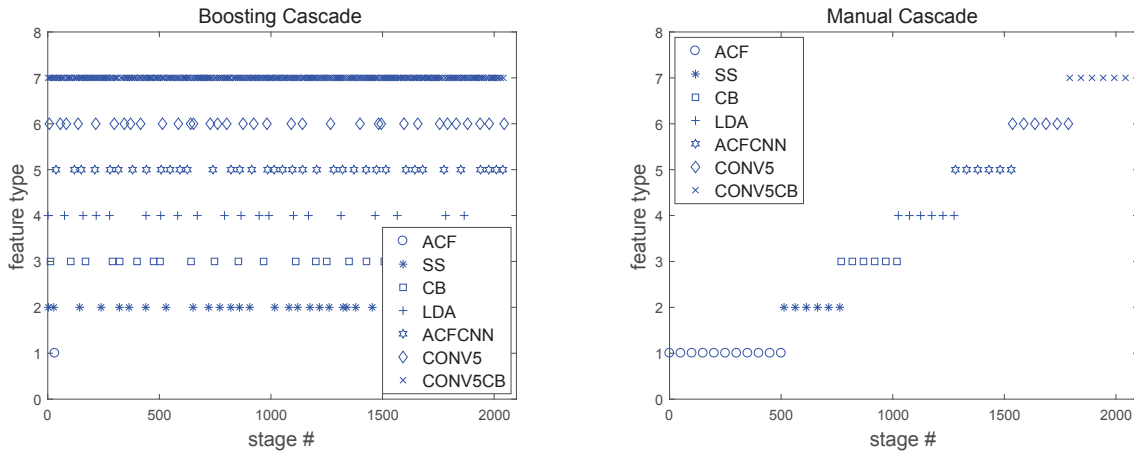 Boosting Cascade
8
7
6
5
4
3
2
1
0
feature type
0
500
1000
1500
2000
stage #
ACF
SS
CB
LDA
ACFCNN
CONV5
CONV5CB
Manual Cascade
8
7
6
5
4
3
2
1
0
feature type
0
500
1000
1500
2000
stage #
ACF
SS
CB
LDA
ACFCNN
CONV5
CONV5CB